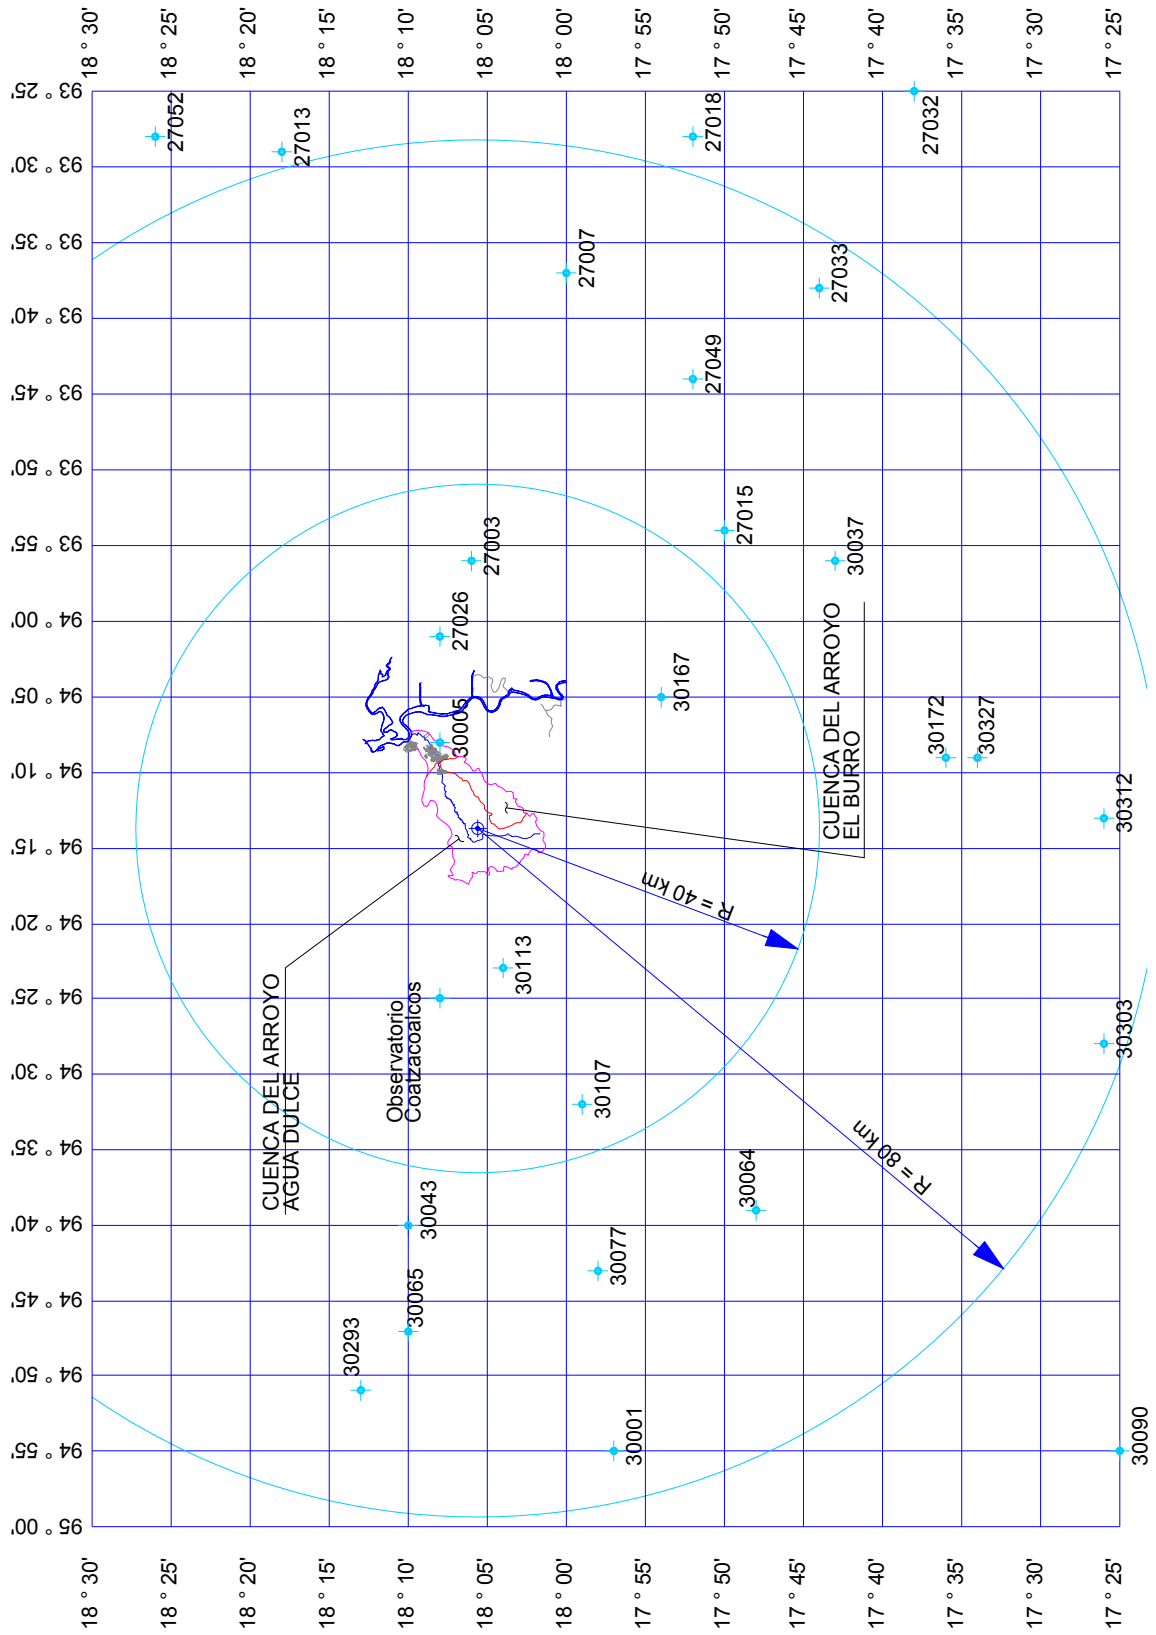 95 ° 00'
94 ° 55'
94 ° 50'
94 ° 45'
94 ° 40'
94 ° 35'
94 ° 30'
94 ° 25'
94 ° 20'
94 ° 15'
94 ° 10'
94 ° 05'
94 ° 00'
93 ° 55'
93 ° 50'
93 ° 45'
93 ° 40'
93 ° 35'
93 ° 30'
93 ° 25'
18 ° 30'
18 ° 30'
18 ° 25'
18 ° 25'
18 ° 20'
18 ° 20'
18 ° 15'
18 ° 15'
18 ° 10'
18 ° 10'
18 ° 05'
18 ° 05'
18 ° 00'
18 ° 00'
17 ° 55'
17 ° 55'
17 ° 50'
17 ° 50'
17 ° 45'
17 ° 45'
17 ° 40'
17 ° 40'
17 ° 35'
17 ° 35'
17 ° 30'
17 ° 30'
17 ° 25'
17 ° 25'
27052
27013
CUENCA DEL ARROYO
AGUA DULCE
30293
Observatorio
Coatzacoalcos
30065
30043
30005
27026
30113
27003
30107
27007
30077
30001
30167
27049
27018
R = 40 km
30064
27015
CUENCA DEL ARROYO
EL BURRO
27033
30037
R = 80 km
27032
30172
30327
30303
30312
30090